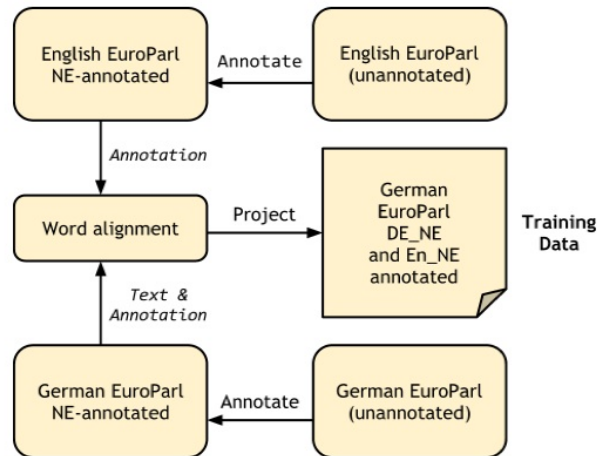 English EuroParl
NE-annotated
Annotate
English EuroParl
(unannotated)
Annotation
Word alignment
Project
German
EuroParl
DE_NE
and En_NE
annotated
Training
Data
Text &
Annotation
German EuroParl
NE-annotated
Annotate
German EuroParl
(unannotated)